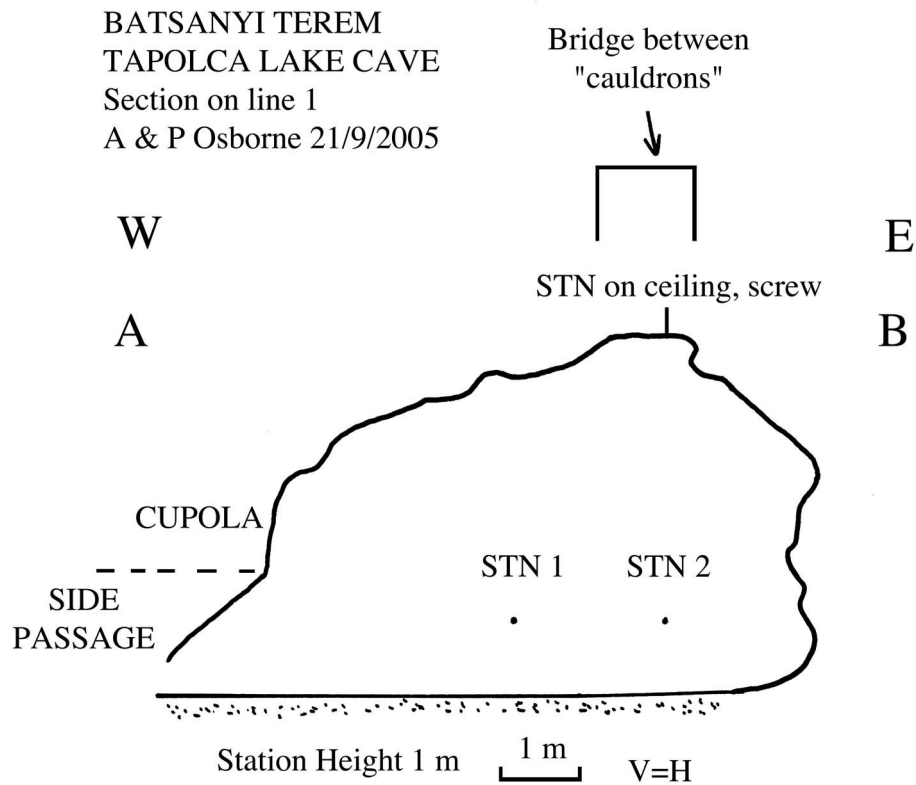 BATSANYI TEREM
TAPOLCA LAKE CAVE
Section on line 1
A & P Osborne 21/9/2005
Bridge between
"cauldrons"
W
E
STN on ceiling, screw
A
B
CUPOLA
STN 1
STN 2
SIDE
PASSAGE
Station Height 1 m
1 m
V=H